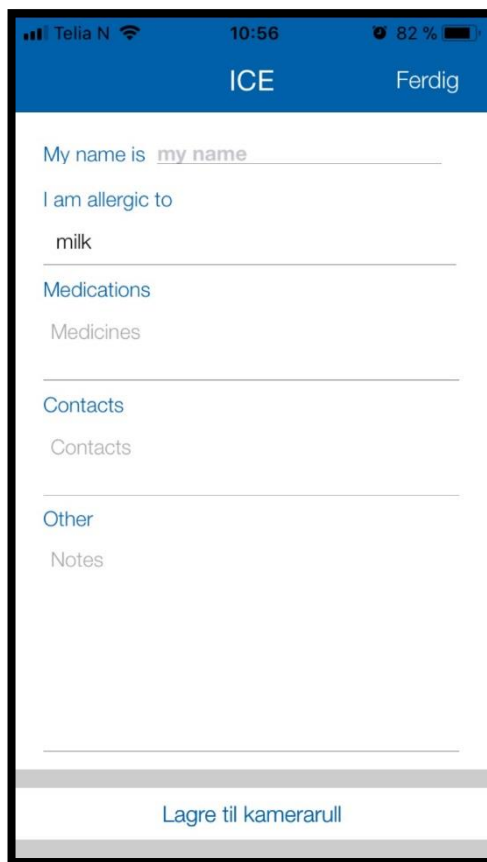 Telia N 10:56 82 %
ICE Ferdig
My name is my name
I am allergic to
milk
Medications
Medicines
Contacts
Contacts
Other
Notes
Lagre til kamerarull